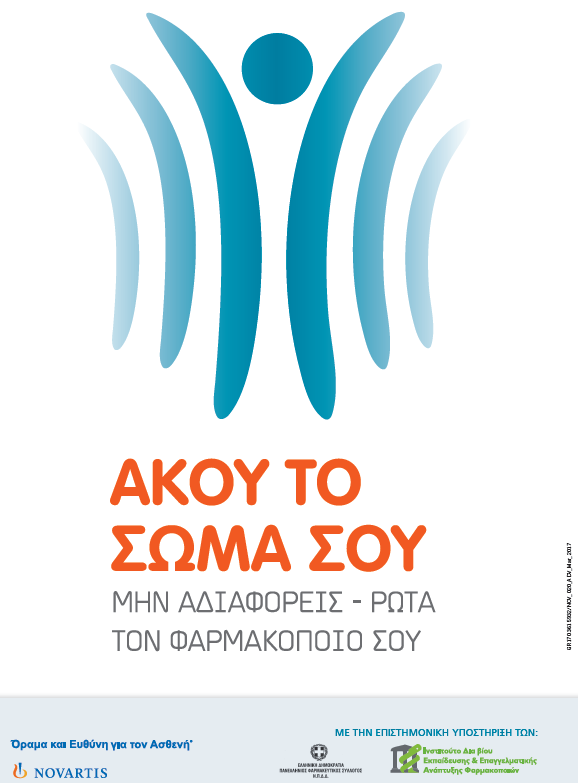 ΑΚΟΥ ΤΟ
ΣΩΜΑ ΣΟΥ
ΜΗΝ ΑΔΙΑΦΟΡΕΙΣ - ΡΩΤΑ
ΤΟΝ ΦΑΡΜΑΚΟΠΟΙΟ ΣΟΥ
ΜΕ ΤΗΝ ΕΠΙΣΤΗΜΟΝΙΚΗ ΥΠΟΣΤΗΡΙΞΗ ΤΩΝ:
Όραμα και Ευθύνη για τον Ασθενή*
NOVARTIS
ΕΛΛΗΝΙΚΗ ΔΗΜΟΚΡΑΤΙΑ
ΠΑΝΕΛΛΗΝΙΟΣ ΦΑΡΜΑΚΕΥΤΙΚΟΣ ΣΥΛΛΟΓΟΣ
Ν.Π.Δ.Δ.
Ινστιτούτο Δια βίου
Εκπαίδευσης & Επαγγελματικής
Ανάπτυξης Φαρμακοποιών